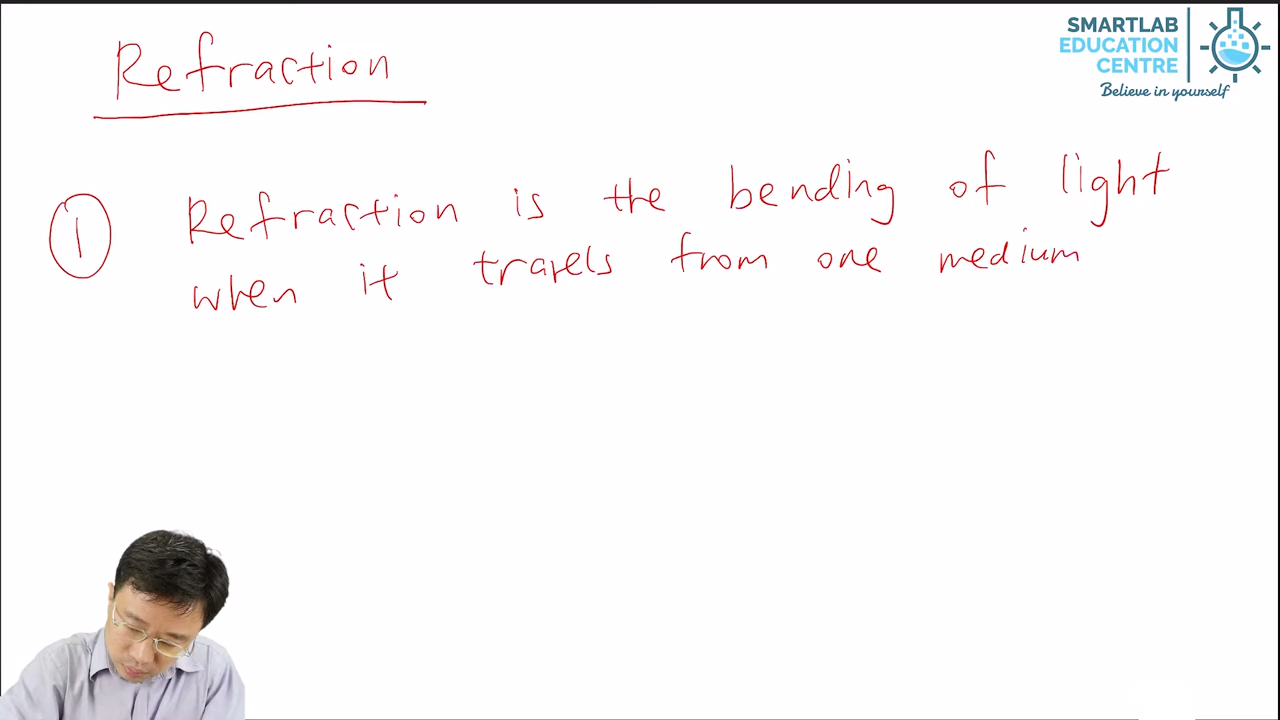 Refraction
SMARTLAB
EDUCATION
CENTRE
Believe in yourself
1 Refraction is the bending of light
when it travels from one medium